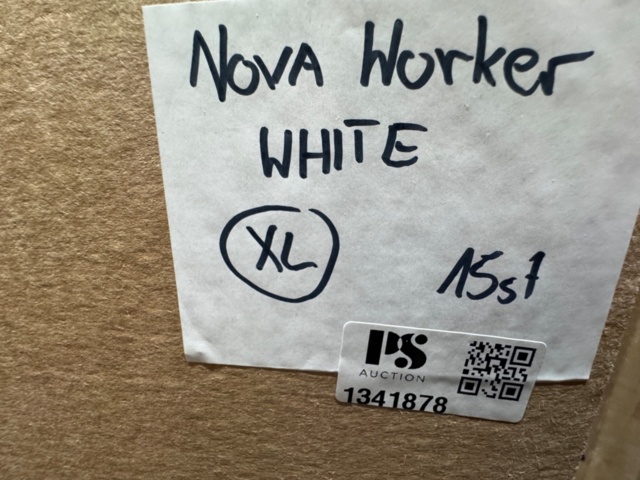 Nova Worker
WHITE
XL
15st
PS
AUCTION
1341878